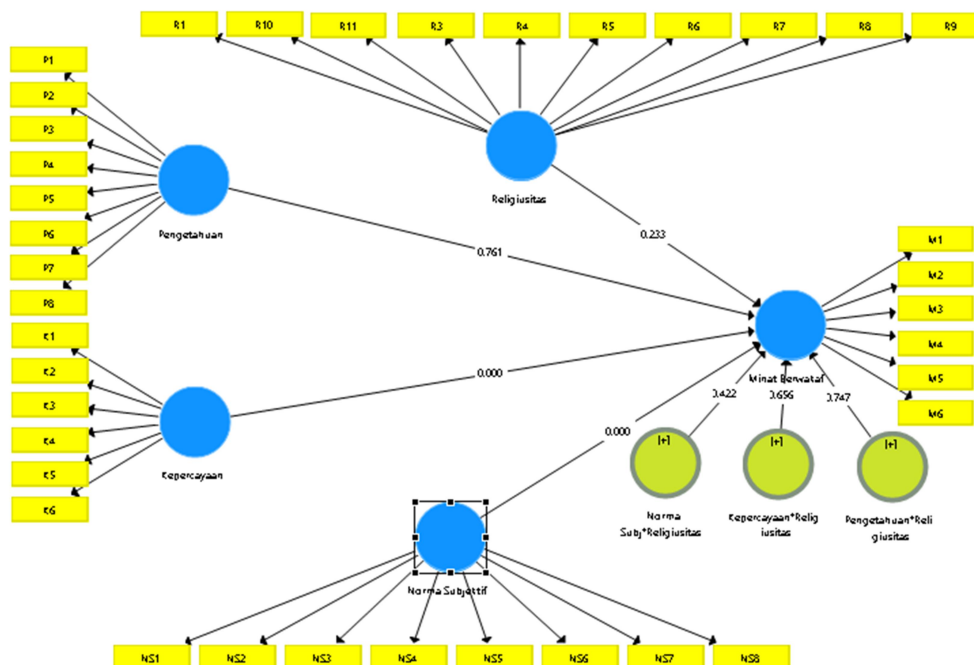 R1
R10
R11
R3
R4
R5
R6
R7
R8
R9
P1
P2
P3
P4
P5
P6
P7
P8
Pengetahuan
Religiusitas
0.233
0.761
M1
M2
M3
M4
M5
M6
Minat Berwakaf
K1
K2
K3
K4
K5
K6
Kepercayaan
0.000
0.000
0.422
0.656
0.747
[+]
[+]
[+]
Norma
Subj*Religiusitas
Kepercayaan*Relig
iusitas
Pengetahuan*Reli
giusitas
Norma Subjektif
NS1
NS2
NS3
NS4
NS5
NS6
NS7
NS8